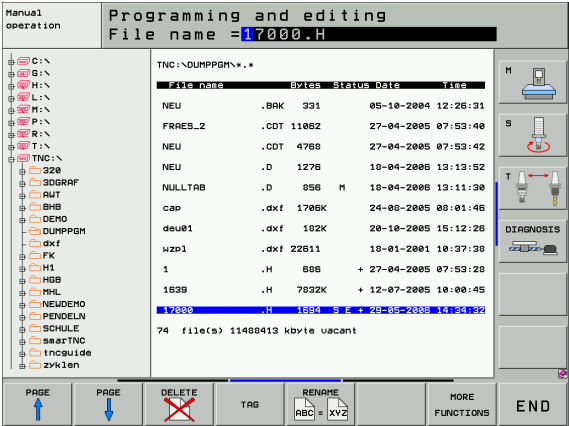 Manual
operation
Programming and editing
File name =17000.H
C:\
G:\
H:\
L:\
M:\
P:\
R:\
T:\
TNC:\
320
3DGRAF
AWT
BHB
DEMO
DUMPPGM
dxf
FK
H1
HGB
MHL
NEWDEMO
PENDELN
SCHULE
smarTNC
tncguide
zyklen
TNC:\DUMPPGM\*.*
File name Bytes Status Date Time
NEU .BAK 331 05-10-2004 12:26:31
FRAES_2 .CDT 11062 27-04-2005 07:53:40
NEU .CDT 4768 27-04-2005 07:53:42
NEU .D 1276 18-04-2006 13:13:52
NULLTAB .D 856 M 18-04-2006 13:11:30
cap .dxf 1706K 24-08-2005 08:01:46
deu01 .dxf 182K 20-10-2005 15:12:26
wzpl .dxf 22611 18-01-2001 10:37:38
1 .H 686 + 27-04-2005 07:53:28
1639 .H 7832K + 12-07-2005 10:00:45
17000 .H 1694 S E + 29-05-2006 14:34:32
74 file(s) 11488413 kbyte vacant
M
S
T
DIAGNOSIS
PAGE
PAGE
DELETE
TAG
RENAME
ABC = XYZ
MORE
FUNCTIONS
END